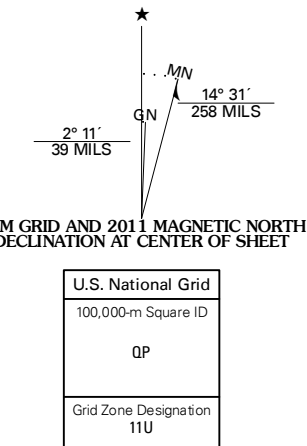 ★
MN
GN
14° 31´
258 MILS
2° 11´
39 MILS
M GRID AND 2011 MAGNETIC NORTH
DECLINATION AT CENTER OF SHEET
U.S. National Grid
100,000-m Square ID
QP
Grid Zone Designation
11U